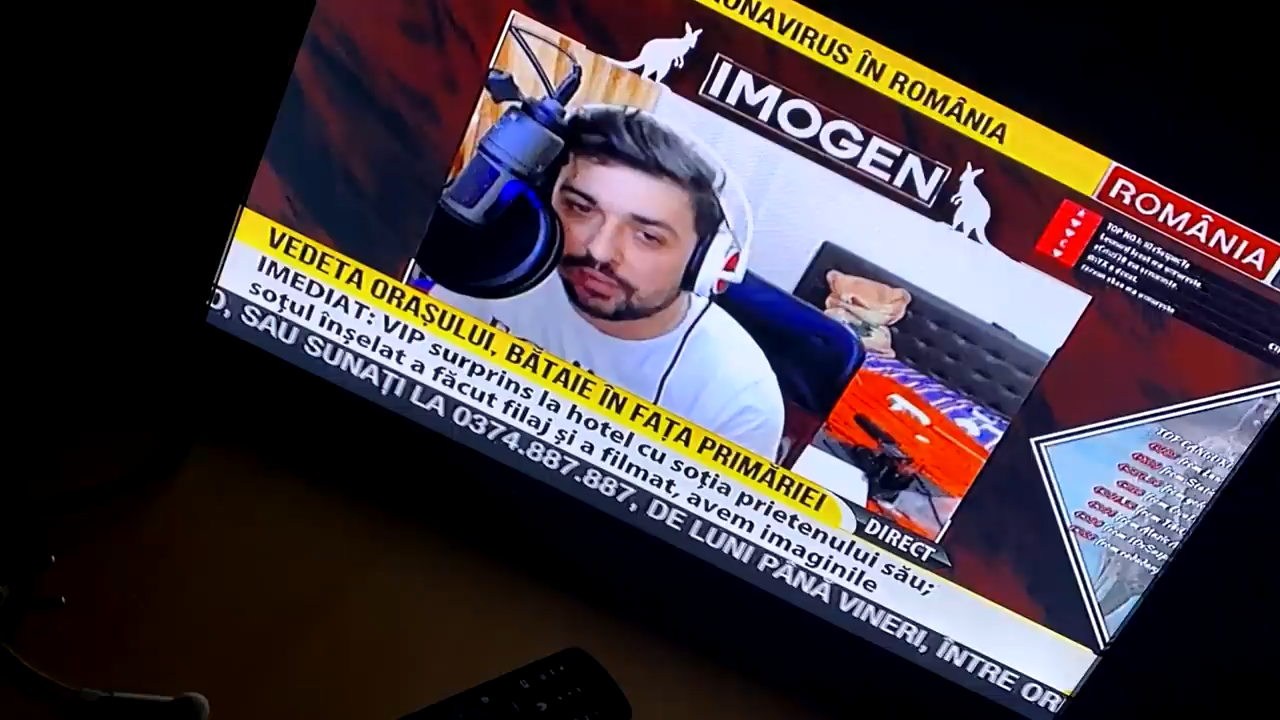 ONAVIRUS ÎN ROMÂNIA
IMOGEN
ROMÂNIA
VEDETA ORAȘULUI, BĂTAIE ÎN FAȚA PRIMĂRIEI
IMEDIAT: VIP surprins la hotel cu soția prietenului său;
soțul înșelat a făcut filaj și a filmat, avem imaginile
DIRECT
O, SAU SUNAȚI LA 0374.887.887, DE LUNI PÂNĂ VINERI, ÎNTRE OR